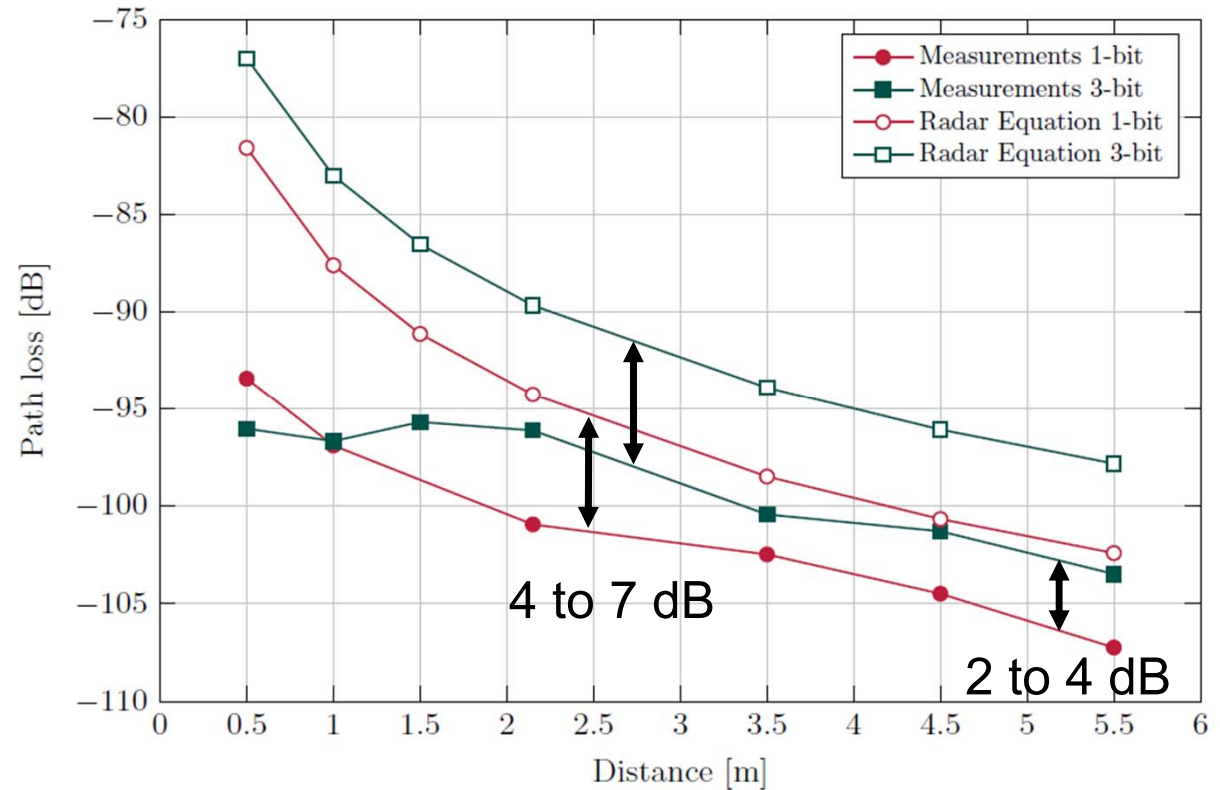 −75
−80
−85
−90
−95
−100
−105
−110
Path loss [dB]
Measurements 1-bit
Measurements 3-bit
Radar Equation 1-bit
Radar Equation 3-bit
4 to 7 dB
2 to 4 dB
0 0.5 1 1.5 2 2.5 3 3.5 4 4.5 5 5.5 6
Distance [m]